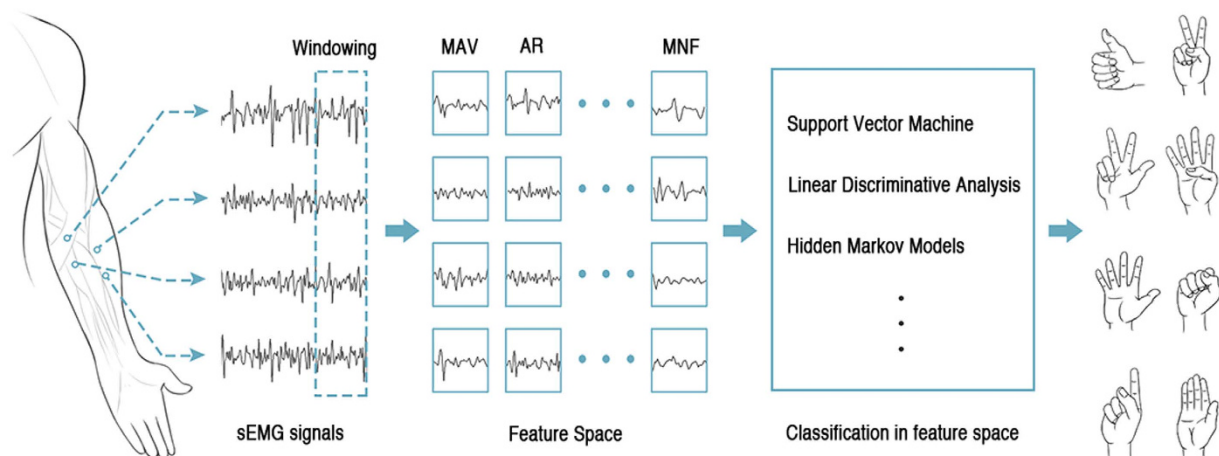 Windowing
MAV AR MNF
Support Vector Machine
Linear Discriminative Analysis
Hidden Markov Models
sEMG signals
Feature Space
Classification in feature space